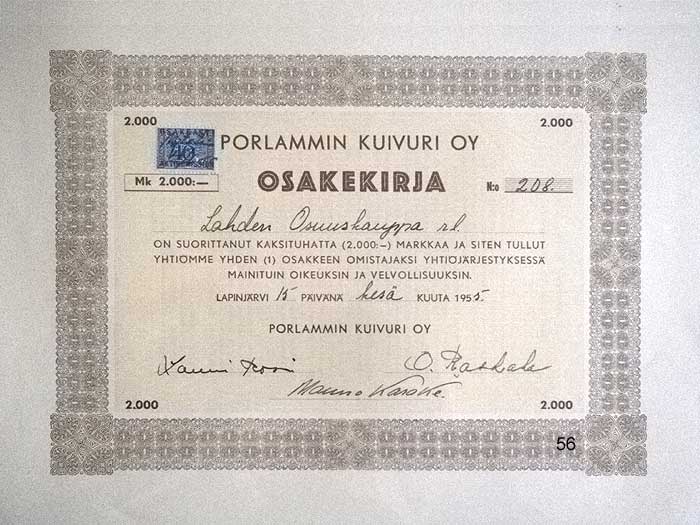 2.000 2.000
40
PORLAMMIN KUIVURI OY
Mk 2.000:— OSAKEKIRJA N:o 208.
Lahden Osuuskauppa r.l.
ON SUORITTANUT KAKSITUHATTA (2.000:—) MARKKAA JA SITEN TULLUT
YHTIÖMME YHDEN (1) OSAKKEEN OMISTAJAKSI YHTIÖJÄRJESTYKSESSÄ
MAINITUIN OIKEUKSIN JA VELVOLLISUUKSIN.
LAPINJÄRVI 15 PÄIVÄNÄ kesä KUUTA 1955.
PORLAMMIN KUIVURI OY
O.
2.000 2.000
56